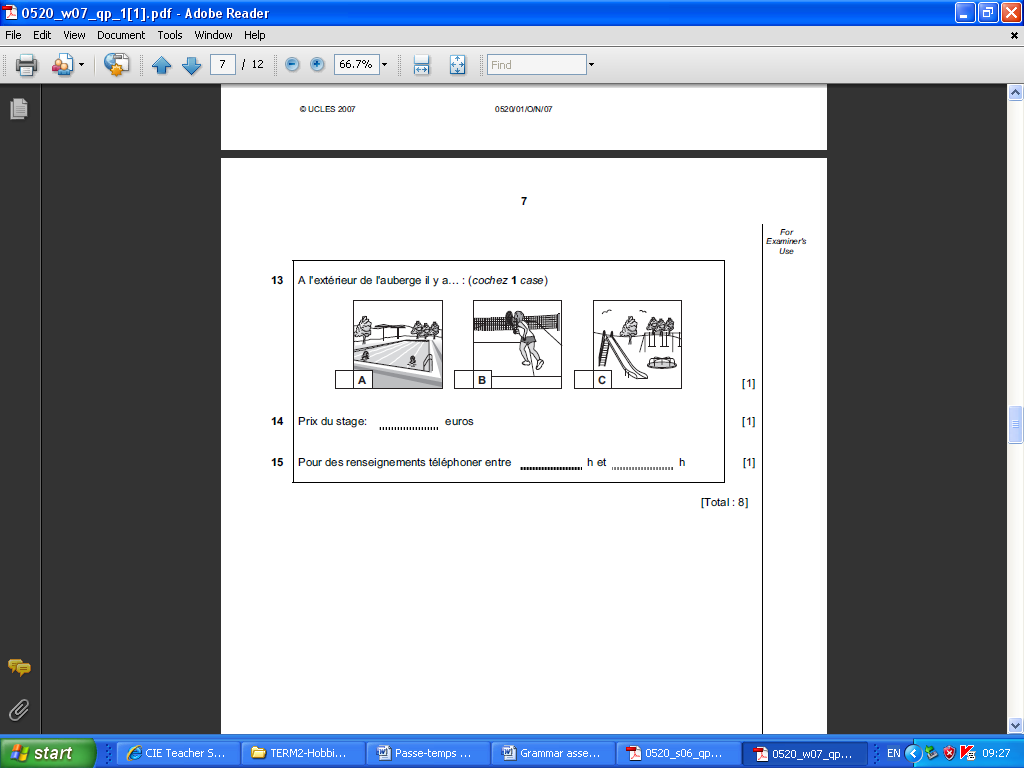 0520_w07_qp_1[1].pdf - Adobe Reader
File Edit View Document Tools Window Help
7 / 12 66.7% Find
© UCLES 2007 0520/01/O/N/07
7
For
Examiner's
Use
13 A l'extérieur de l'auberge il y a... : (cochez 1 case)
A B C
[1]
14 Prix du stage: euros [1]
15 Pour des renseignements téléphoner entre h et h [1]
[Total : 8]
start CIE Teacher S... TERM2-Hobbi... Passe-temps ... Grammar asse... 0520_s06_qp... 0520_w07_qp... EN 09:27